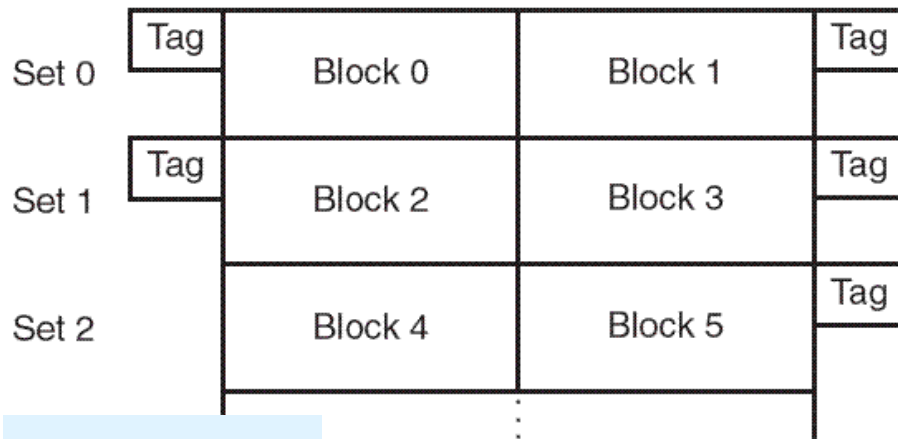 Tag Tag
Set 0 Block 0 Block 1
Tag Tag
Set 1 Block 2 Block 3
Tag
Set 2 Block 4 Block 5